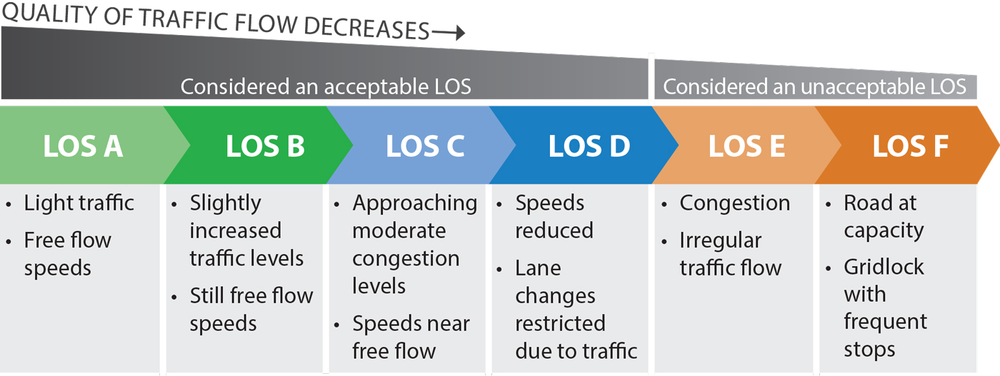 QUALITY OF TRAFFIC FLOW DECREASES→
Considered an acceptable LOS
Considered an unacceptable LOS
LOS A
LOS B
LOS C
LOS D
LOS E
LOS F
• Light traffic
• Free flow
speeds
• Slightly
increased
traffic levels
• Still free flow
speeds
• Approaching
moderate
congestion
levels
• Speeds near
free flow
• Speeds
reduced
• Lane
changes
restricted
due to traffic
• Congestion
• Irregular
traffic flow
• Road at
capacity
• Gridlock
with
frequent
stops